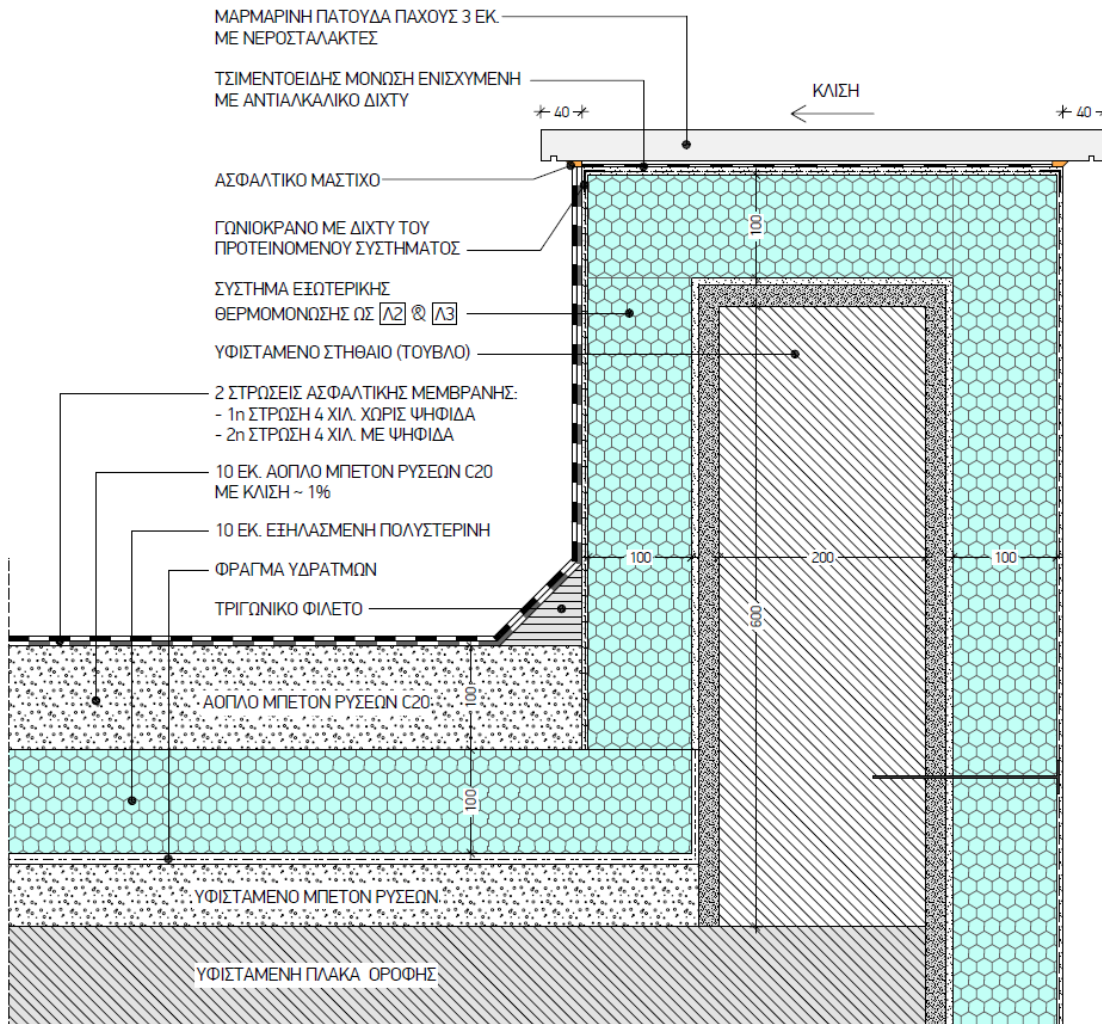 ΜΑΡΜΑΡΙΝΗ ΠΑΤΟΥΔΑ ΠΑΧΟΥΣ 3 ΕΚ.
ΜΕ ΝΕΡΟΣΤΑΛΑΚΤΕΣ
ΤΣΙΜΕΝΤΟΕΙΔΗΣ ΜΟΝΩΣΗ ΕΝΙΣΧΥΜΕΝΗ
ΜΕ ΑΝΤΙΑΛΚΑΛΙΚΟ ΔΙΧΤΥ
ΚΛΙΣΗ
40
40
ΑΣΦΑΛΤΙΚΟ ΜΑΣΤΙΧΟ
ΓΩΝΙΟΚΡΑΝΟ ΜΕ ΔΙΧΤΥ ΤΟΥ
ΠΡΟΤΕΙΝΟΜΕΝΟΥ ΣΥΣΤΗΜΑΤΟΣ
100
ΣΥΣΤΗΜΑ ΕΞΩΤΕΡΙΚΗΣ
ΘΕΡΜΟΜΟΝΩΣΗΣ ΩΣ Λ2 & Λ3
ΥΦΙΣΤΑΜΕΝΟ ΣΤΗΘΑΙΟ (ΤΟΥΒΛΟ)
2 ΣΤΡΩΣΕΙΣ ΑΣΦΑΛΤΙΚΗΣ ΜΕΜΒΡΑΝΗΣ:
- 1η ΣΤΡΩΣΗ 4 ΧΙΛ. ΧΩΡΙΣ ΨΗΦΙΔΑ
- 2η ΣΤΡΩΣΗ 4 ΧΙΛ. ΜΕ ΨΗΦΙΔΑ
10 ΕΚ. ΑΟΠΛΟ ΜΠΕΤΟΝ ΡΥΣΕΩΝ C20
ΜΕ ΚΛΙΣΗ ~ 1%
10 ΕΚ. ΕΞΗΛΑΣΜΕΝΗ ΠΟΛΥΣΤΕΡΙΝΗ
ΦΡΑΓΜΑ ΥΔΡΑΤΜΩΝ
100
200
100
ΤΡΙΓΩΝΙΚΟ ΦΙΛΕΤΟ
600
ΑΟΠΛΟ ΜΠΕΤΟΝ ΡΥΣΕΩΝ C20
100
100
ΥΦΙΣΤΑΜΕΝΟ ΜΠΕΤΟΝ ΡΥΣΕΩΝ
ΥΦΙΣΤΑΜΕΝΗ ΠΛΑΚΑ ΟΡΟΦΗΣ